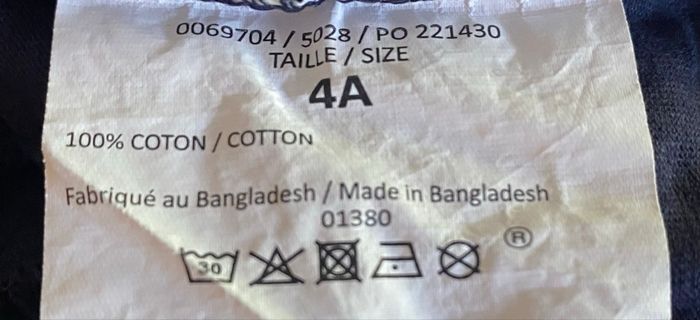 0069704 / 5028 / PO 221430
TAILLE / SIZE
4A
100% COTON / COTTON
Fabriqué au Bangladesh / Made in Bangladesh
01380
30
®